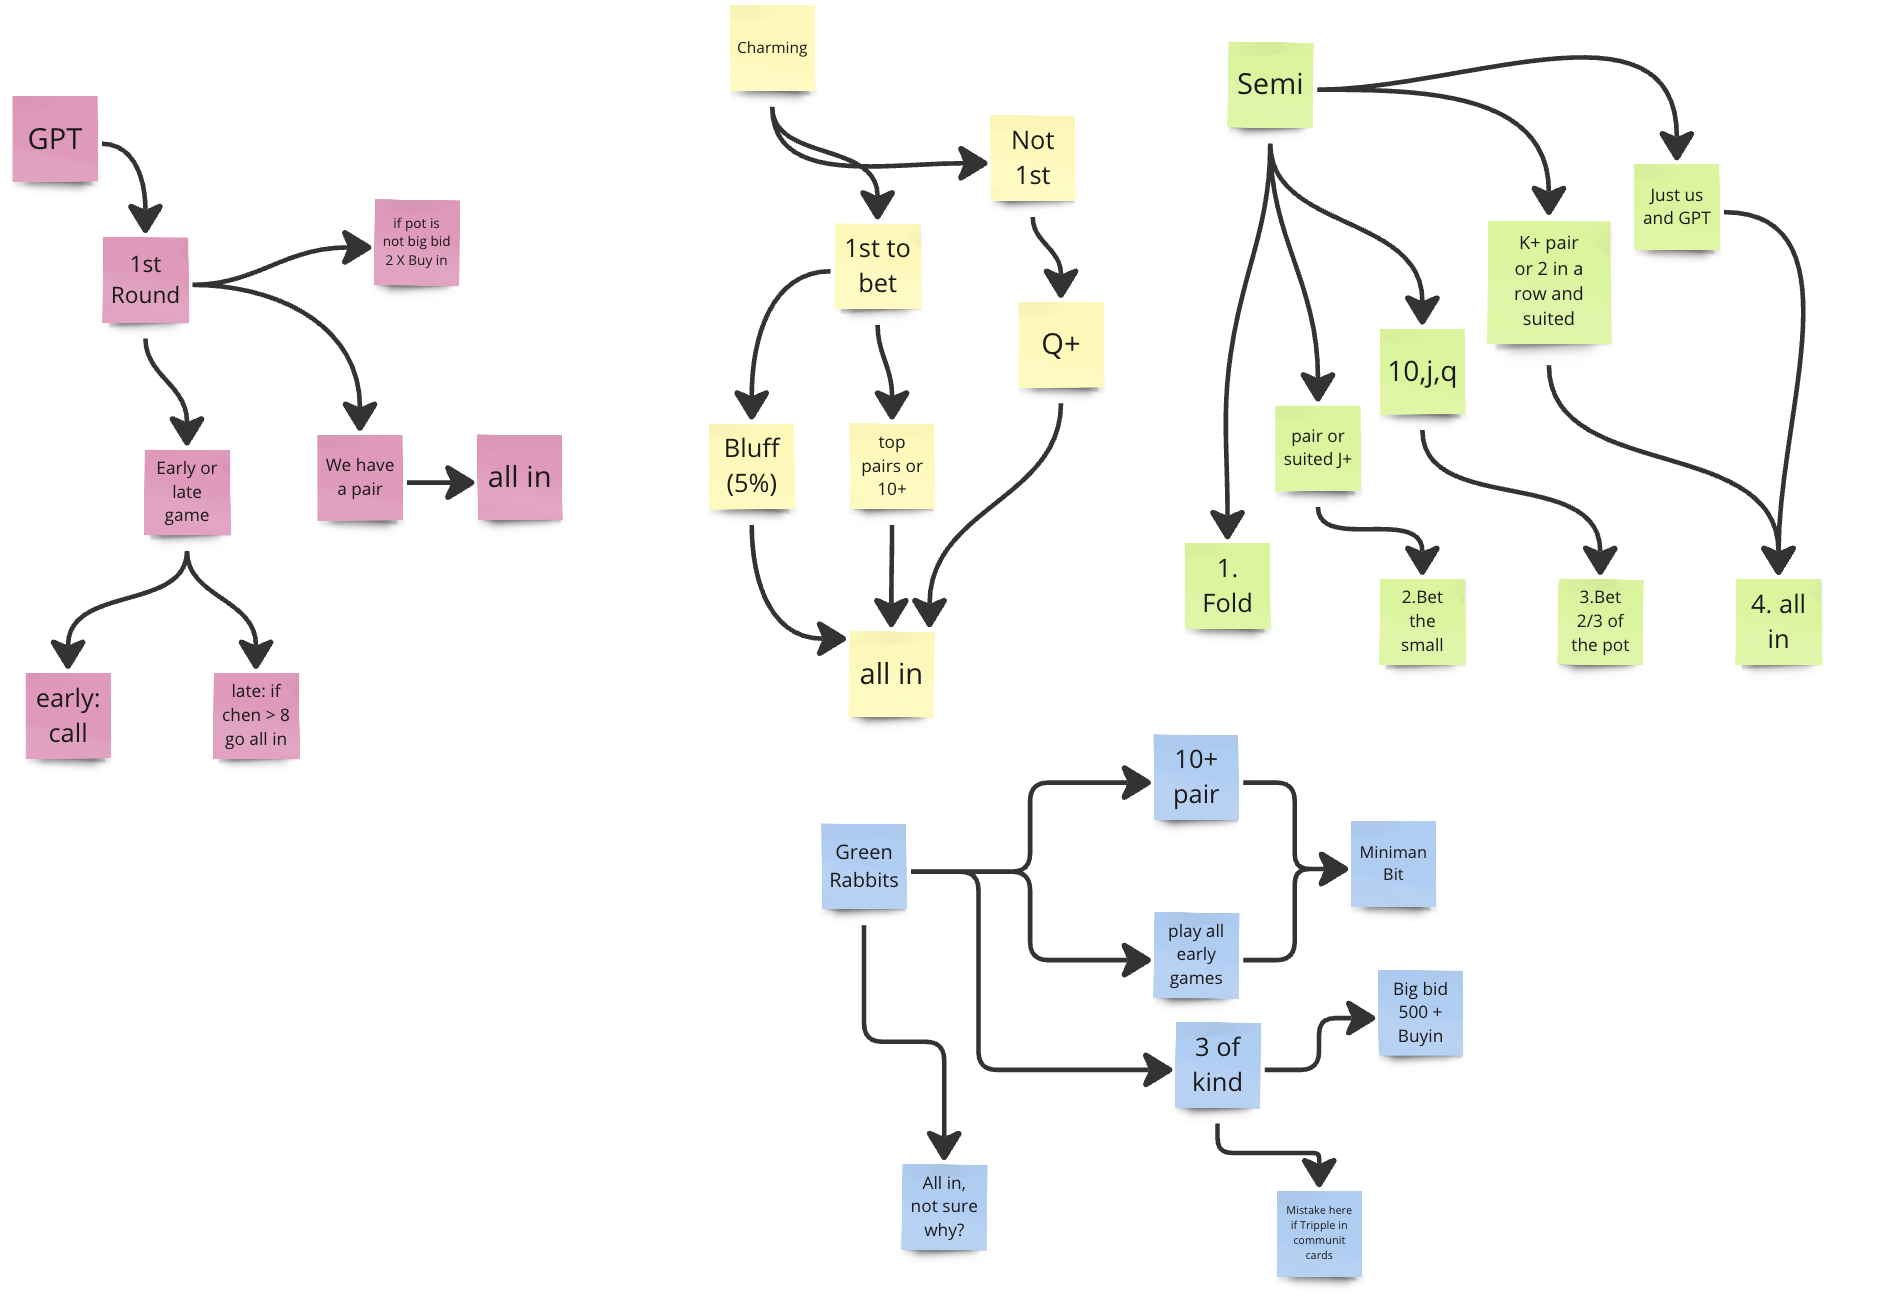 GPT
1st
Round
if pot is
not big bid
2 X Buy in
Early or
late
game
We have
a pair
all in
early:
call
late: if
chen > 8
go all in
Charming
Not
1st
1st to
bet
Q+
Bluff
(5%)
top
pairs or
10+
all in
Semi
Just us
and GPT
K+ pair
or 2 in a
row and
suited
10,j,q
pair or
suited J+
1.
Fold
2.Bet
the
small
3.Bet
2/3 of
the pot
4. all
in
Green
Rabbits
10+
pair
Miniman
Bit
play all
early
games
Big bid
500 +
Buyin
3 of
kind
All in,
not sure
why?
Mistake here
if Tripple in
communit
cards